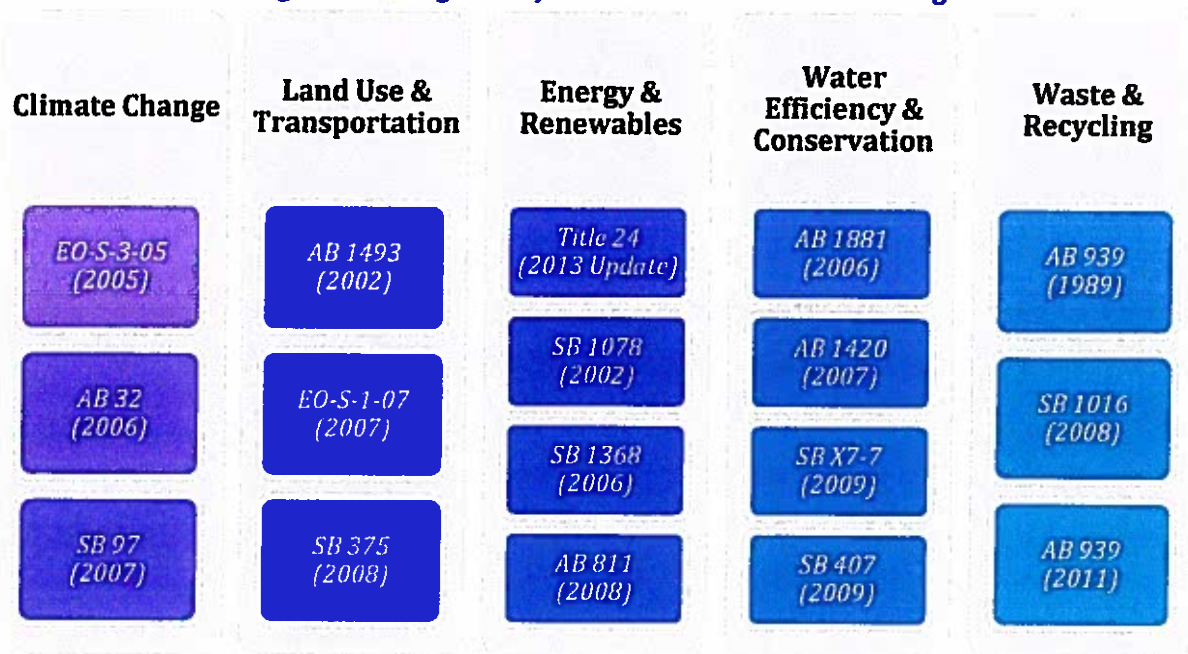 Climate Change
EO-S-3-05
(2005)
AB 32
(2006)
SB 97
(2007)
Land Use &
Transportation
AB 1493
(2002)
EO-S-1-07
(2007)
SB 375
(2008)
Energy &
Renewables
Title 24
(2013 Update)
SB 1078
(2002)
SB 1368
(2006)
AB 811
(2008)
Water
Efficiency &
Conservation
AB 1881
(2006)
AB 1420
(2007)
SB X7-7
(2009)
SB 407
(2009)
Waste &
Recycling
AB 939
(1989)
SB 1016
(2008)
AB 939
(2011)